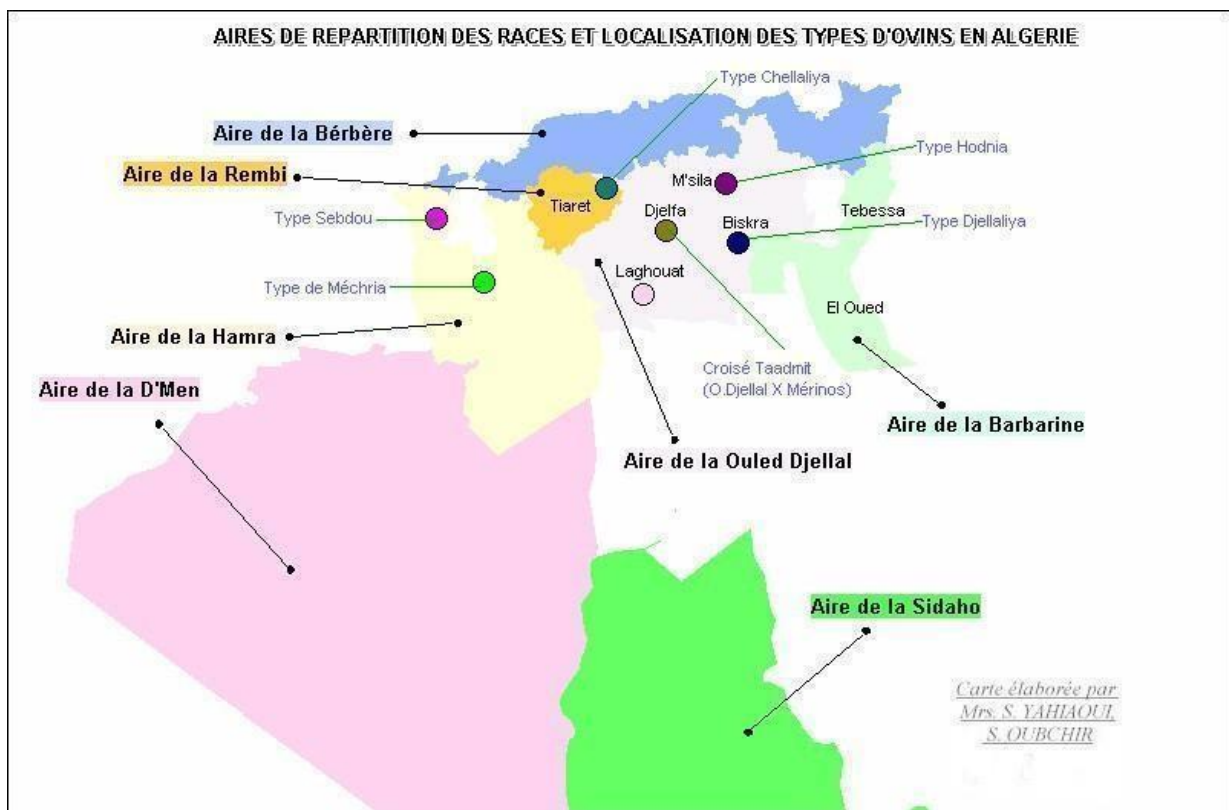 AIRES DE REPARTITION DES RACES ET LOCALISATION DES TYPES D'OVINS EN ALGERIE
Type Chellaliya
Aire de la Bérbère
Type Hodnia
Aire de la Rembi
M'sila
Tiaret
Djelfa
Biskra
Tebessa
Type Sebdou
Type Djellaliya
Laghouat
Type de Méchria
El Oued
Aire de la Hamra
Croisé Taadmit
(O.Djellal X Mérinos)
Aire de la D'Men
Aire de la Barbarine
Aire de la Ouled Djellal
Aire de la Sidaho
Carte élaborée par
Mrs. S. YAHIAOUI,
S. OUBCHIR